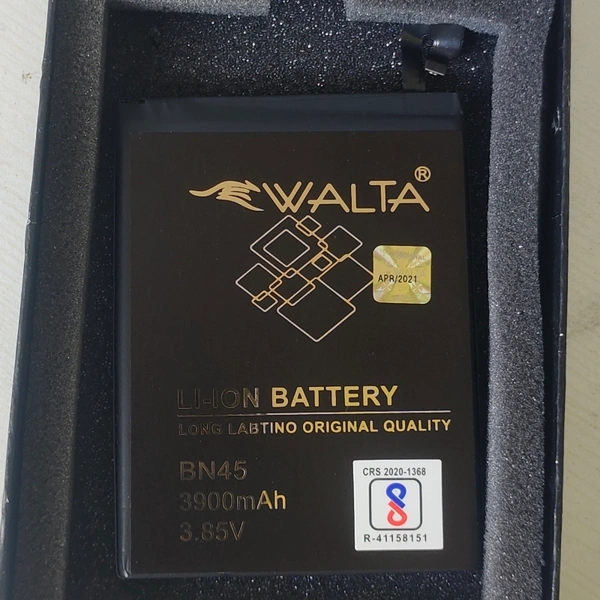 WALTA®
APR/2021
LI-ION BATTERY
LONG LABTINO ORIGINAL QUALITY
BN45
3900mAh
3.85V
CRS 2020-1368
R-41158151